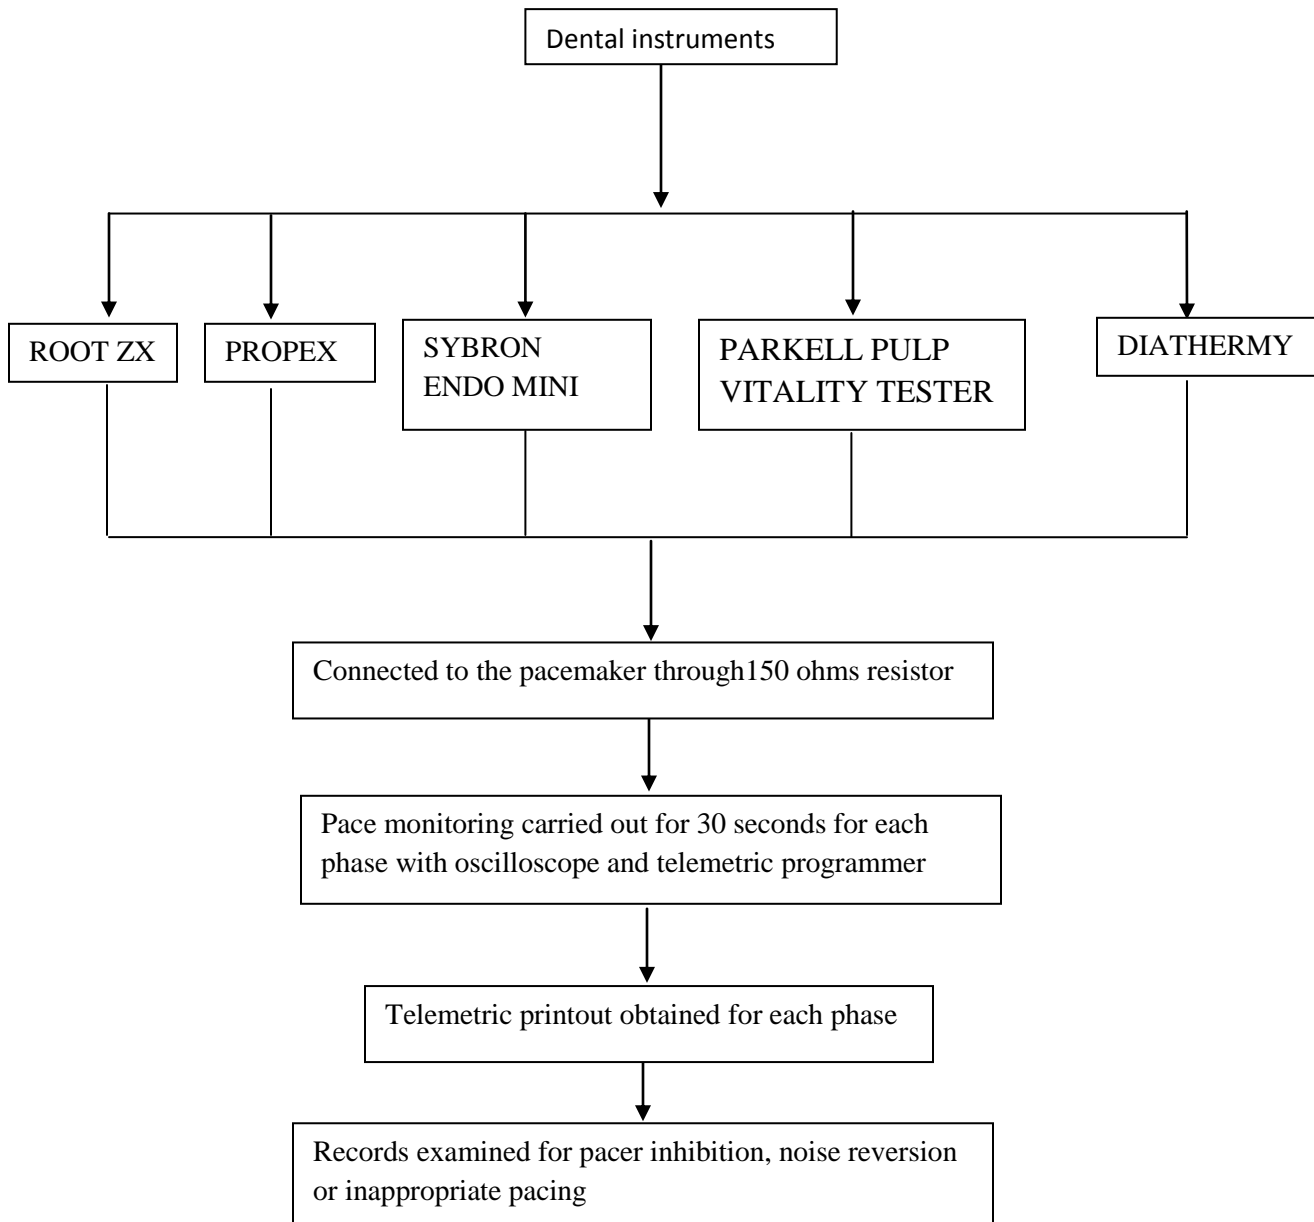 Dental instruments
ROOT ZX
PROPEX
SYBRON
ENDO MINI
PARKELL PULP
VITALITY TESTER
DIATHERMY
Connected to the pacemaker through150 ohms resistor
Pace monitoring carried out for 30 seconds for each
phase with oscilloscope and telemetric programmer
Telemetric printout obtained for each phase
Records examined for pacer inhibition, noise reversion
or inappropriate pacing